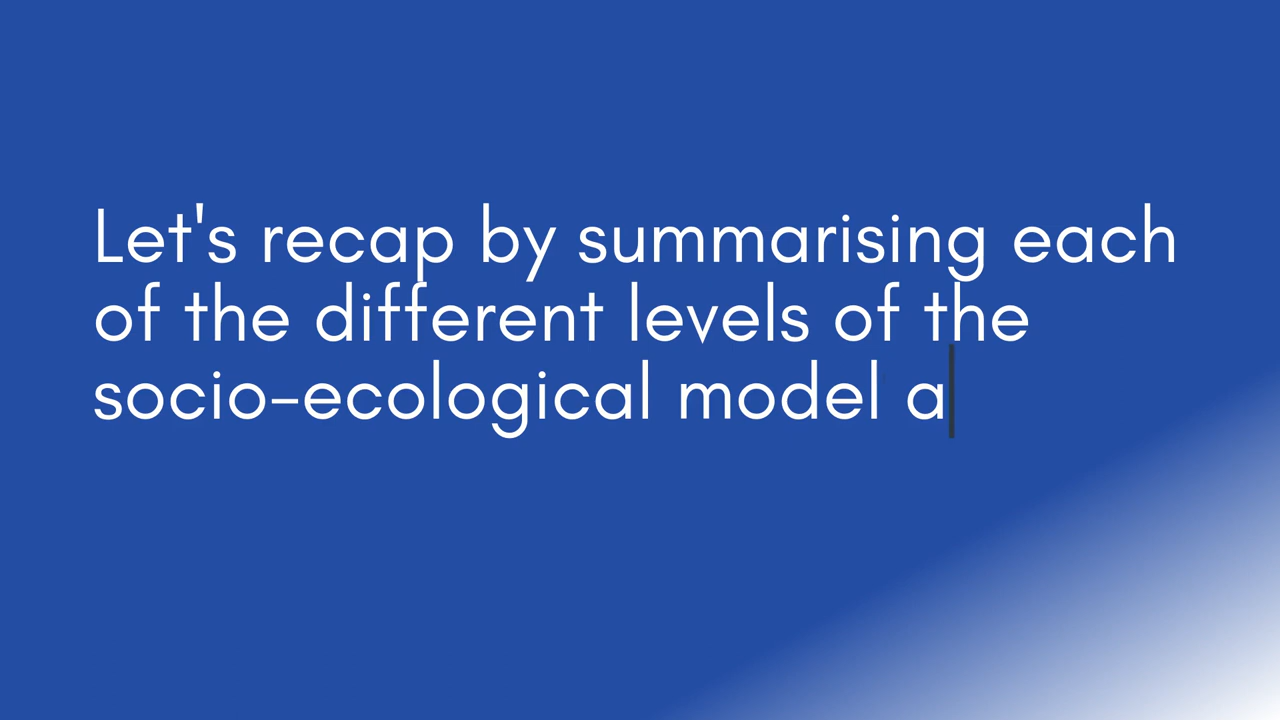 Let's recap by summarising each
of the different levels of the
socio-ecological model a